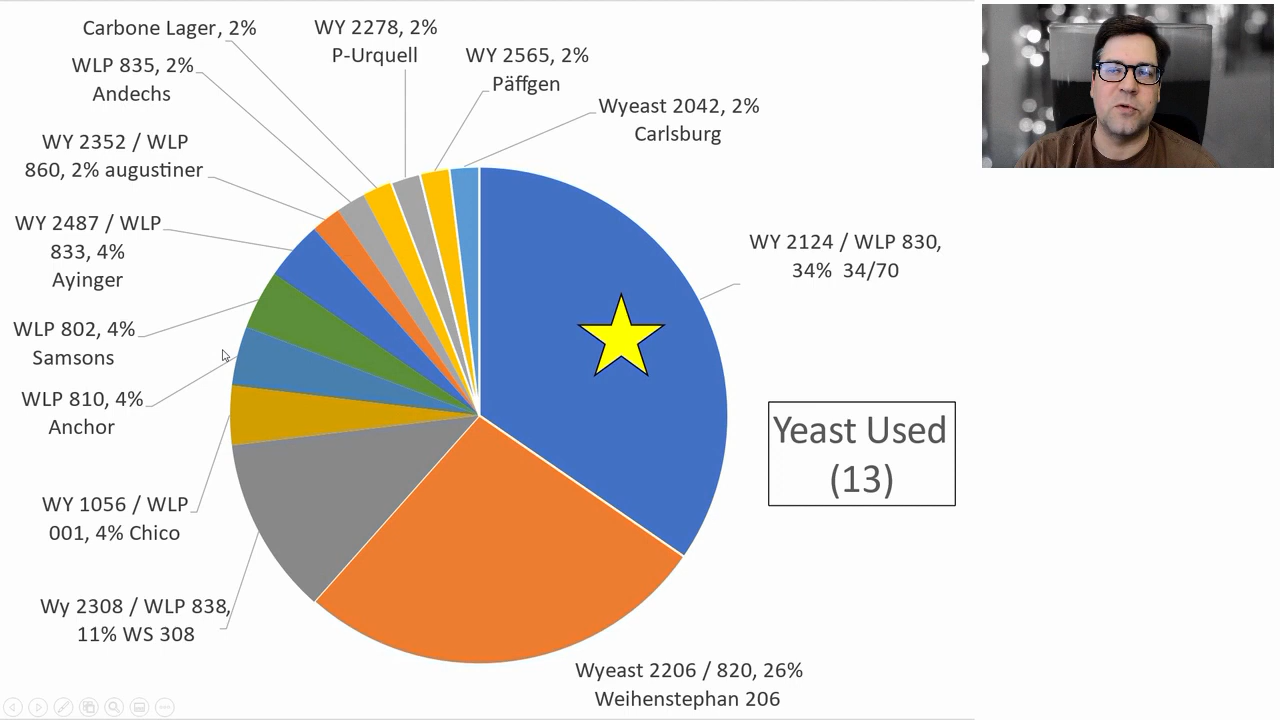 Carbone Lager, 2%
WY 2278, 2%
P-Urquell
WY 2565, 2%
Päffgen
WLP 835, 2%
Andechs
Wyeast 2042, 2%
Carlsburg
WY 2352 / WLP
860, 2% augustiner
WY 2487 / WLP
833, 4%
Ayinger
WY 2124 / WLP 830,
34%  34/70
WLP 802, 4%
Samsons
WLP 810, 4%
Anchor
Yeast Used
(13)
WY 1056 / WLP
001, 4% Chico
Wy 2308 / WLP 838,
11% WS 308
Wyeast 2206 / 820, 26%
Weihenstephan 206